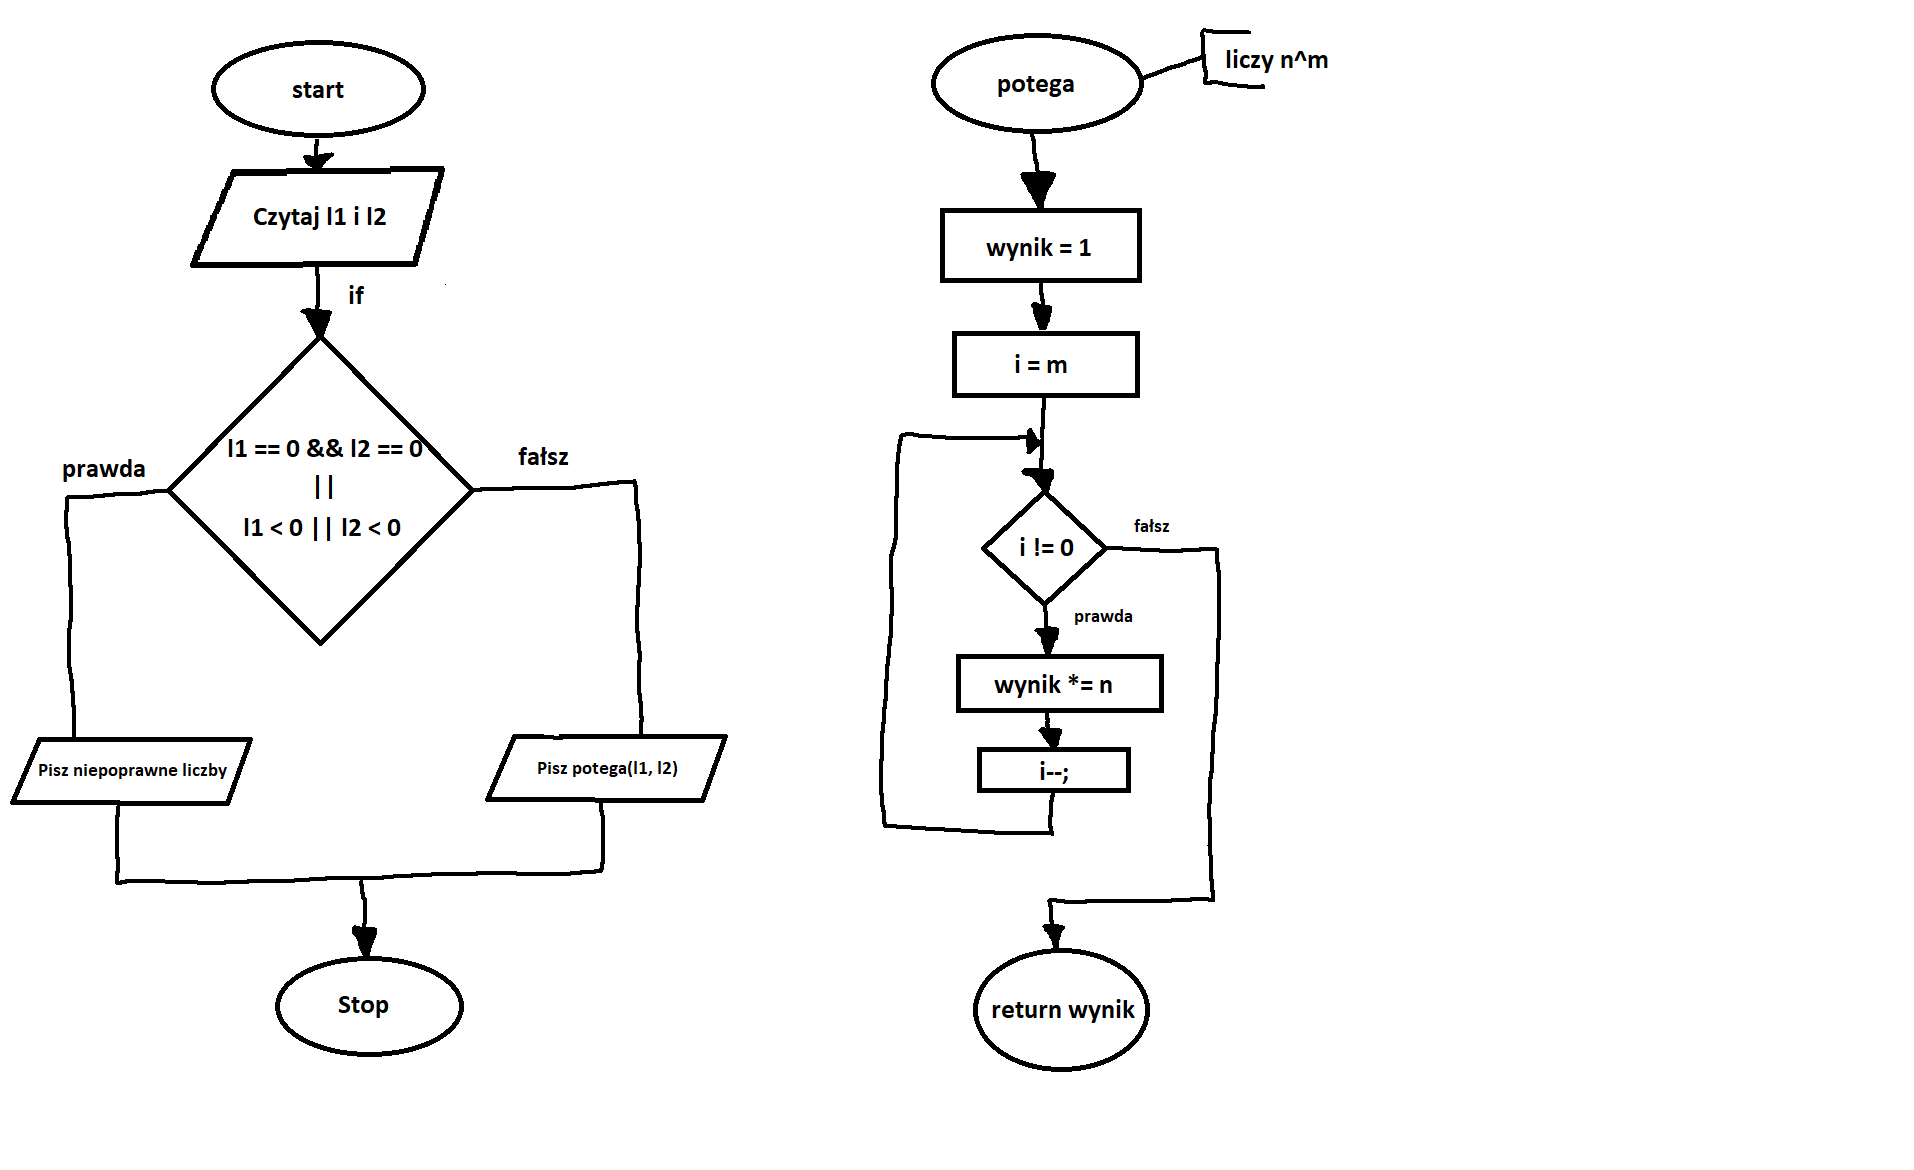 start
Czytaj l1 i l2
if
l1 == 0 && l2 == 0
||
l1 < 0 || l2 < 0
prawda
fałsz
Pisz niepoprawne liczby
Pisz potega(l1, l2)
Stop
potega
liczy n^m
wynik = 1
i = m
i != 0
fałsz
prawda
wynik *= n
i--;
return wynik